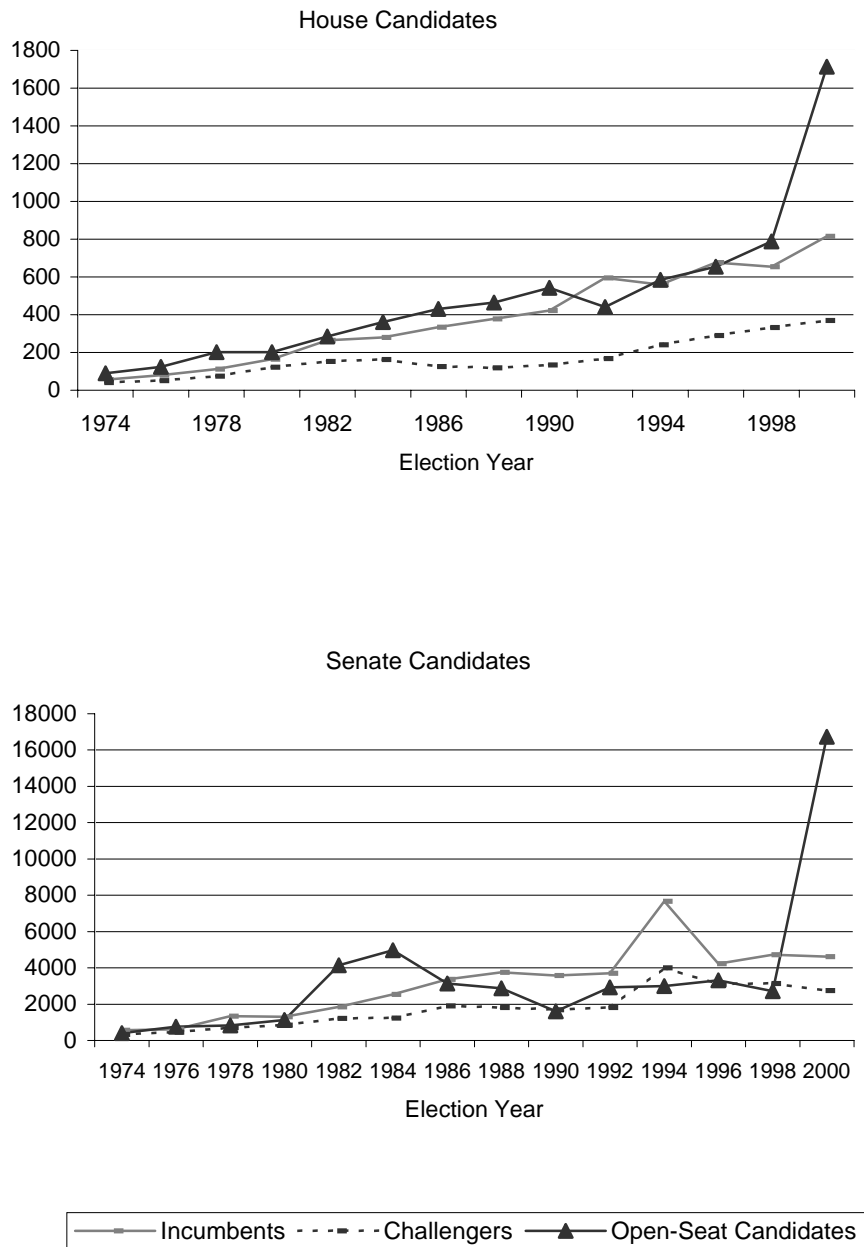 House Candidates
1800
1600
1400
1200
1000
800
600
400
200
0
1974 1978 1982 1986 1990 1994 1998
Election Year
Senate Candidates
18000
16000
14000
12000
10000
8000
6000
4000
2000
0
1974 1976 1978 1980 1982 1984 1986 1988 1990 1992 1994 1996 1998 2000
Election Year
Incumbents Challengers Open-Seat Candidates